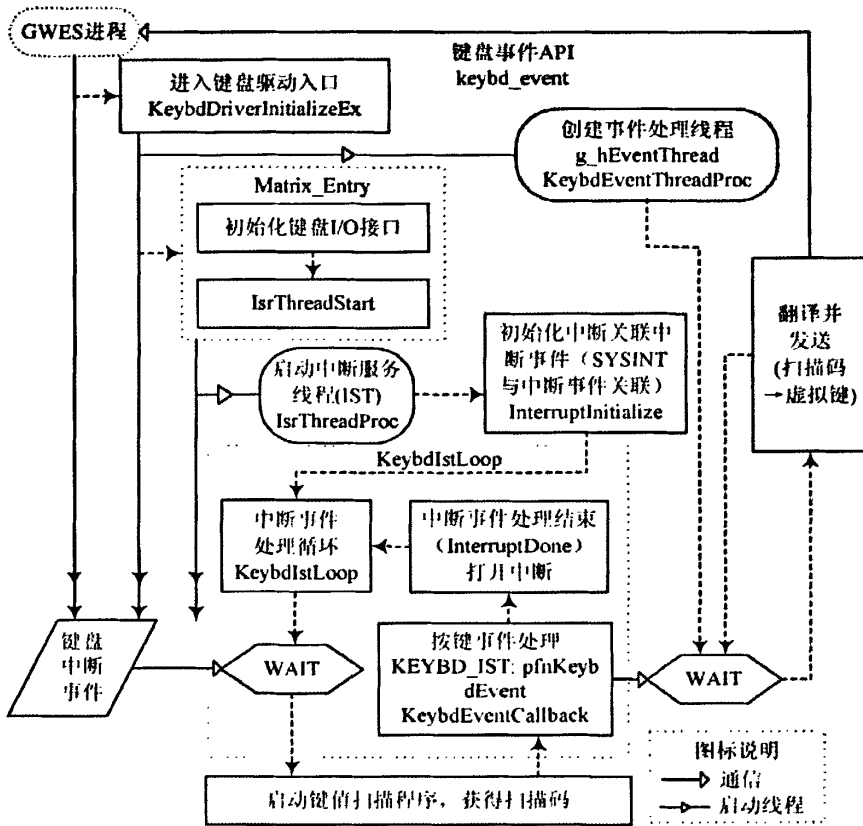 GWES进程
键盘事件API
keybd_event
进入键盘驱动入口
KeybdDriverInitializeEx
创建事件处理线程
g_hEventThread
KeybdEventThreadProc
Matrix_Entry
初始化键盘I/O接口
IsrThreadStart
初始化中断关联中
断事件（SYSINT
与中断事件关联）
InterruptInitialize
翻译并
发送
(扫描码
→虚拟键)
启动中断服务
线程(IST)
IsrThreadProc
KeybdIstLoop
中断事件
处理循环
KeybdIstLoop
中断事件处理结束
（InterruptDone）
打开中断
键盘
中断
事件
WAIT
按键事件处理
KEYBD_IST: pfnKeyb
dEvent
KeybdEventCallback
WAIT
启动键值扫描程序，获得扫描码
图标说明
通信
启动线程